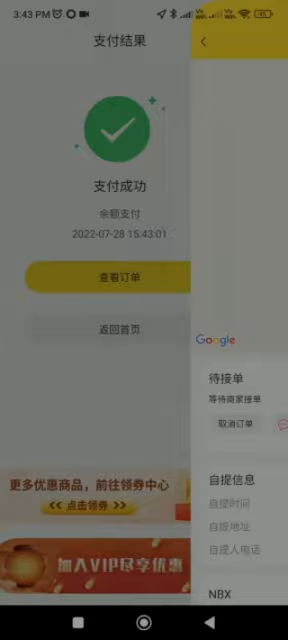 3:43 PM
45
支付结果
支付成功
余额支付
2022-07-28 15:43:01
查看订单
返回首页
更多优惠商品，前往领券中心
<< 点击领券 >>
加入VIP尽享优惠
Google
待接单
等待商家接单
取消订单
自提信息
自提时间
自提地址
自提人电话
NBX